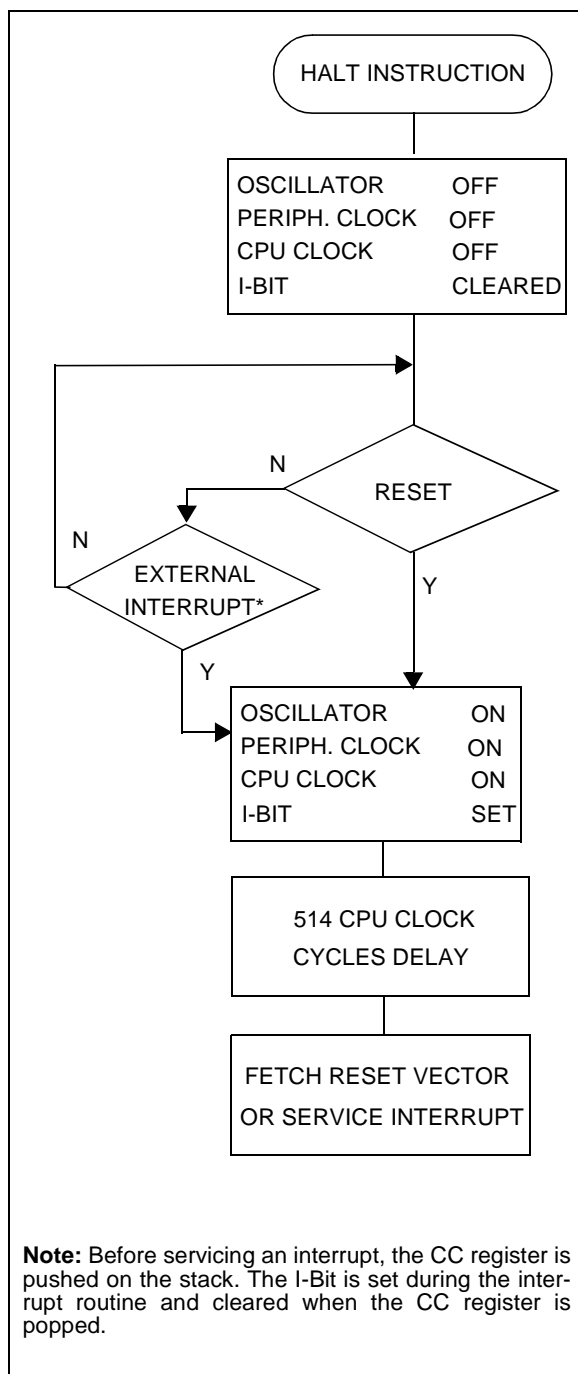 HALT INSTRUCTION
OSCILLATOR OFF
PERIPH. CLOCK OFF
CPU CLOCK OFF
I-BIT CLEARED
N
RESET
N
EXTERNAL
INTERRUPT*
Y
Y
OSCILLATOR ON
PERIPH. CLOCK ON
CPU CLOCK ON
I-BIT SET
514 CPU CLOCK
CYCLES DELAY
FETCH RESET VECTOR
OR SERVICE INTERRUPT
Note: Before servicing an interrupt, the CC register is
pushed on the stack. The I-Bit is set during the inter-
rupt routine and cleared when the CC register is
popped.